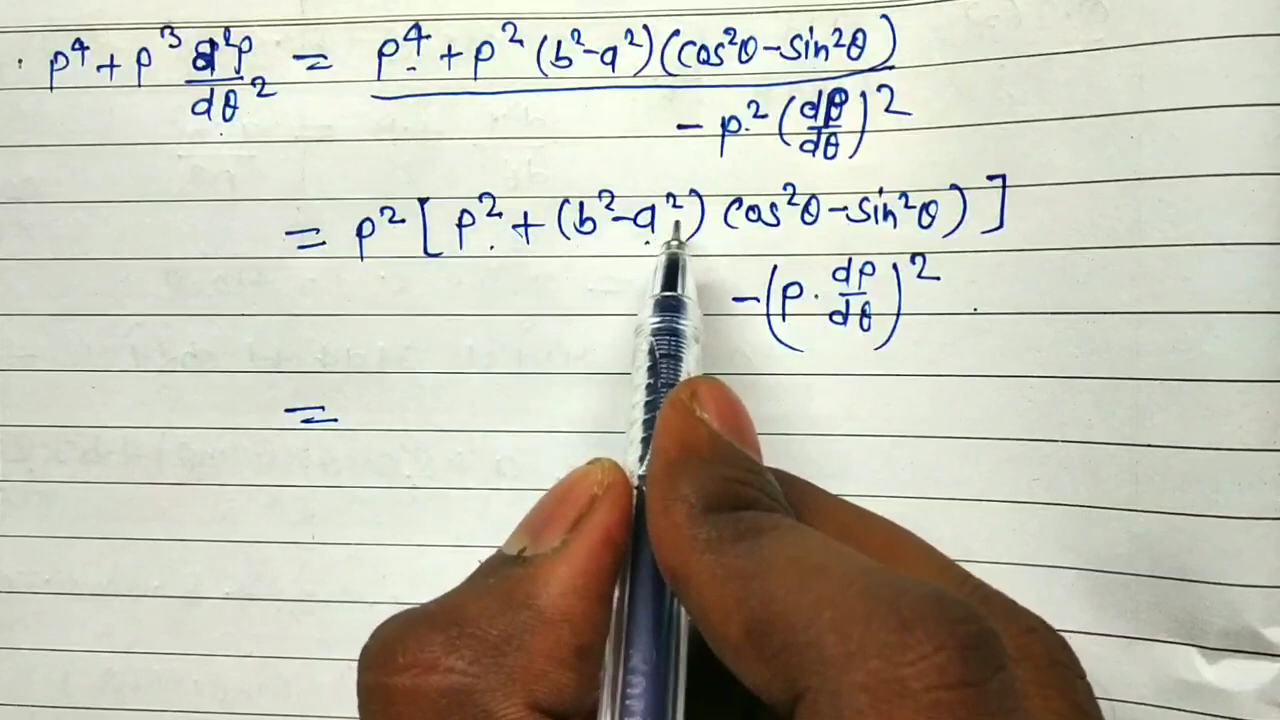 p⁴ + p³ d²p/dθ² = p⁴ + p² (b²-a²)(cos²θ - sin²θ)
- p² (dp/dθ)²
= p² [ p² + (b²-a²) cos²θ - sin²θ) ]
- (p . dp/dθ)²
=